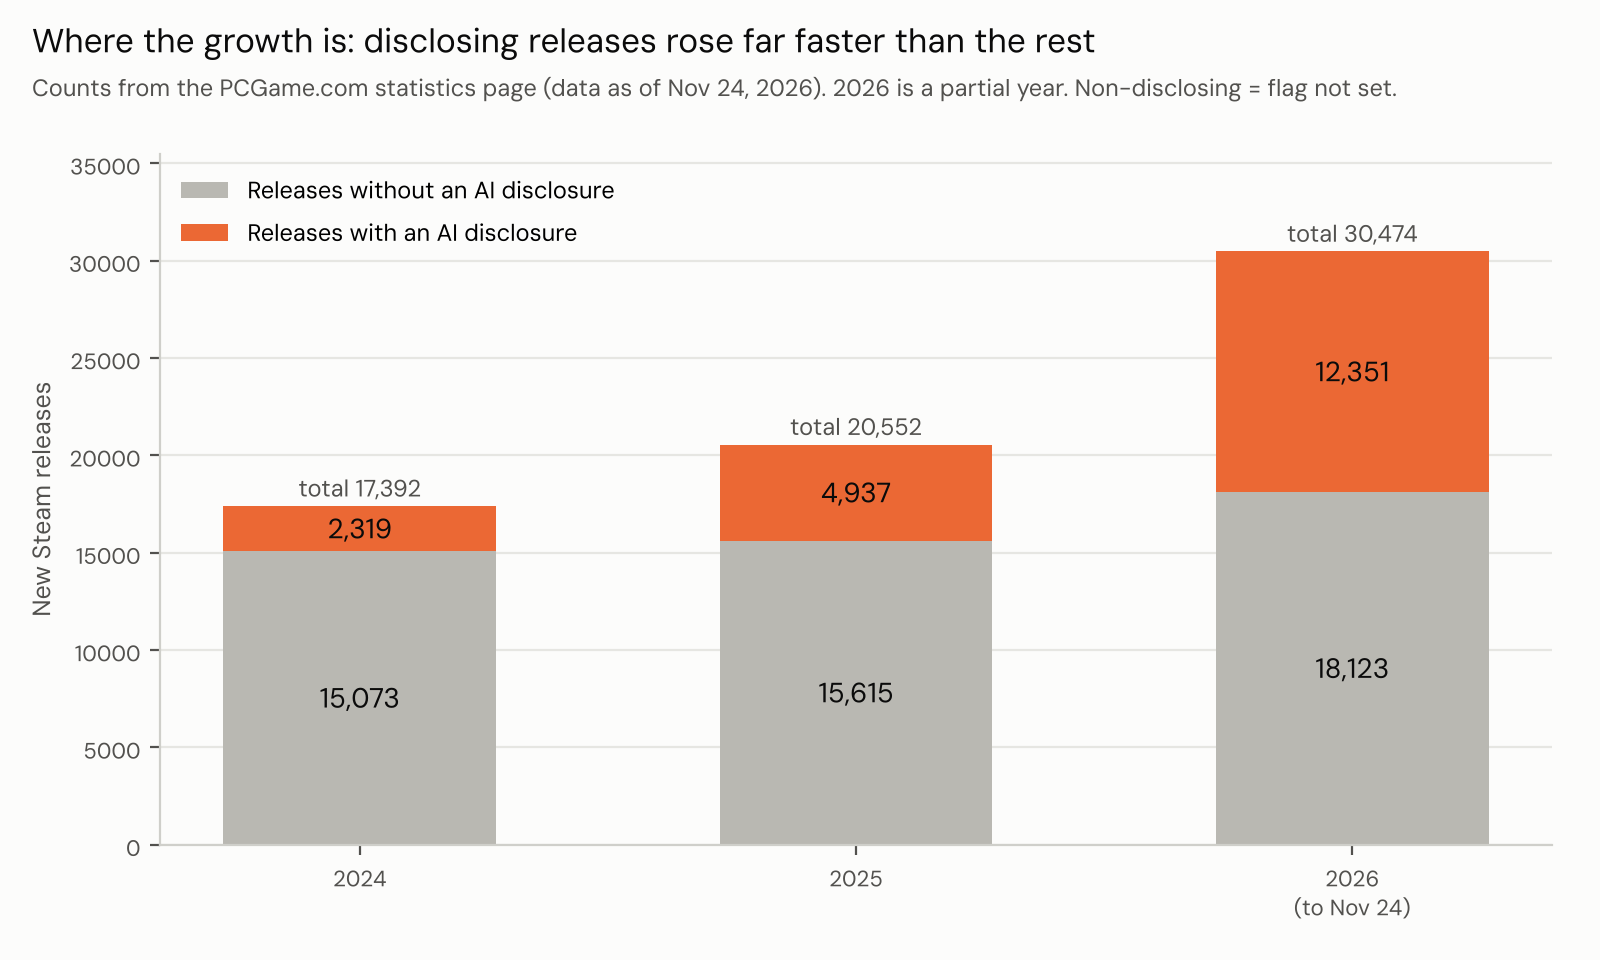 Where the growth is: disclosing releases rose far faster than the rest
Counts from the PCGame.com statistics page (data as of Nov 24, 2026). 2026 is a partial year. Non-disclosing = flag not set.
New Steam releases
35000
30000
25000
20000
15000
10000
5000
0
Releases without an AI disclosure
Releases with an AI disclosure
total 17,392
2,319
15,073
total 20,552
4,937
15,615
total 30,474
12,351
18,123
2024
2025
2026
(to Nov 24)